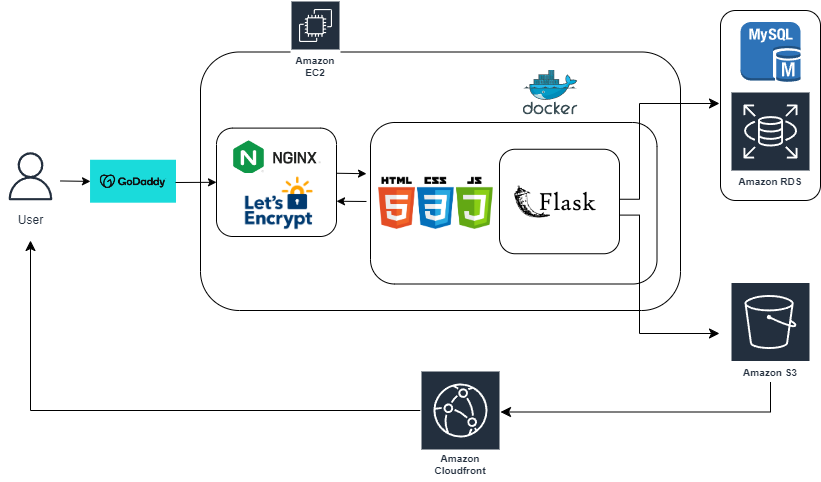 Amazon
EC2
MySQL
M
docker
NGINX
HTML
CSS
JS
5
3
GoDaddy
Let's
Encrypt
Flask
Amazon RDS
User
Amazon S3
Amazon
Cloudfront